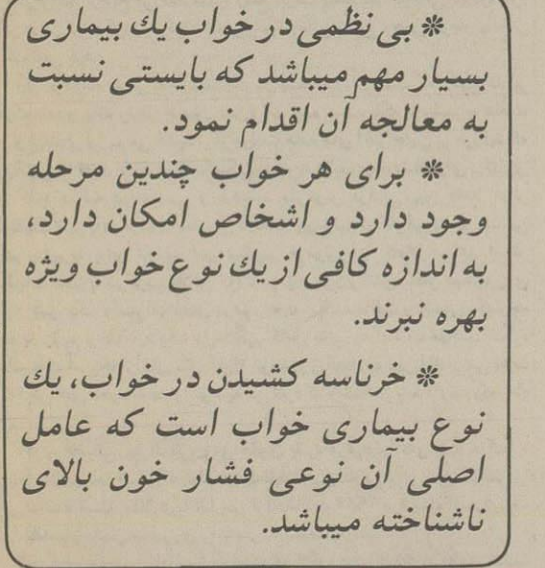 * بی نظمی در خواب یك بیماری
بسیار مهم میباشد که بایستی نسبت
به معالجه آن اقدام نمود.
* برای هر خواب چندین مرحله
وجود دارد و اشخاص امکان دارد،
به اندازه کافی از یك نوع خواب ویژه
بهره نبرند.
* خرناسه کشیدن در خواب، یك
نوع بیماری خواب است که عامل
اصلی آن نوعی فشار خون بالای
ناشناخته میباشد.